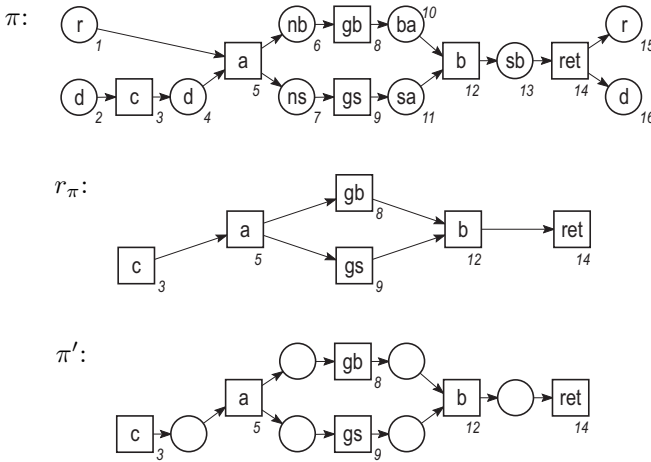 π:
r nb gb ba r
1 6 8 10 15
a b sb ret
5 12 13 14
d c d ns gs sa d
2 3 4 7 9 11 16
rπ:
gb
8
a b ret
5 12 14
c gs
3 9
π′:
gb
8
a b ret
5 12 14
c gs
3 9